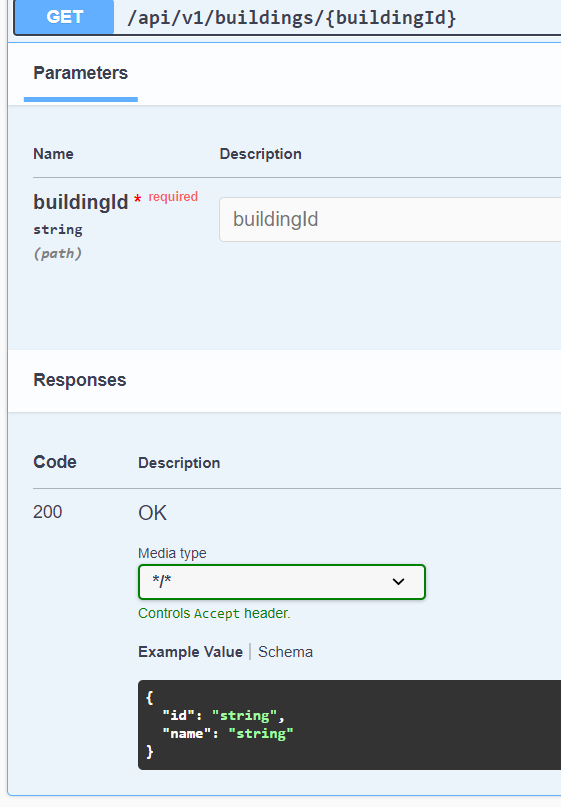 GET /api/v1/buildings/{buildingId}
Parameters
Name Description
buildingId * required
string
(path)
buildingId
Responses
Code Description
200 OK
Media type
*/*
Controls Accept header.
Example Value | Schema
{
  "id": "string",
  "name": "string"
}